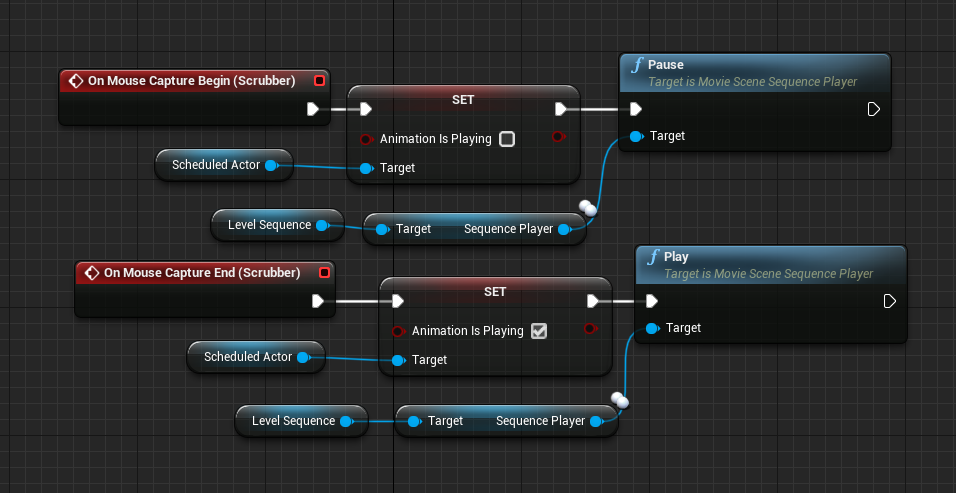 On Mouse Capture Begin (Scrubber)
SET
Pause
Target is Movie Scene Sequence Player
Animation Is Playing
Target
Scheduled Actor
Target
Level Sequence
Target Sequence Player
On Mouse Capture End (Scrubber)
SET
Play
Target is Movie Scene Sequence Player
Animation Is Playing
Target
Scheduled Actor
Target
Level Sequence
Target Sequence Player